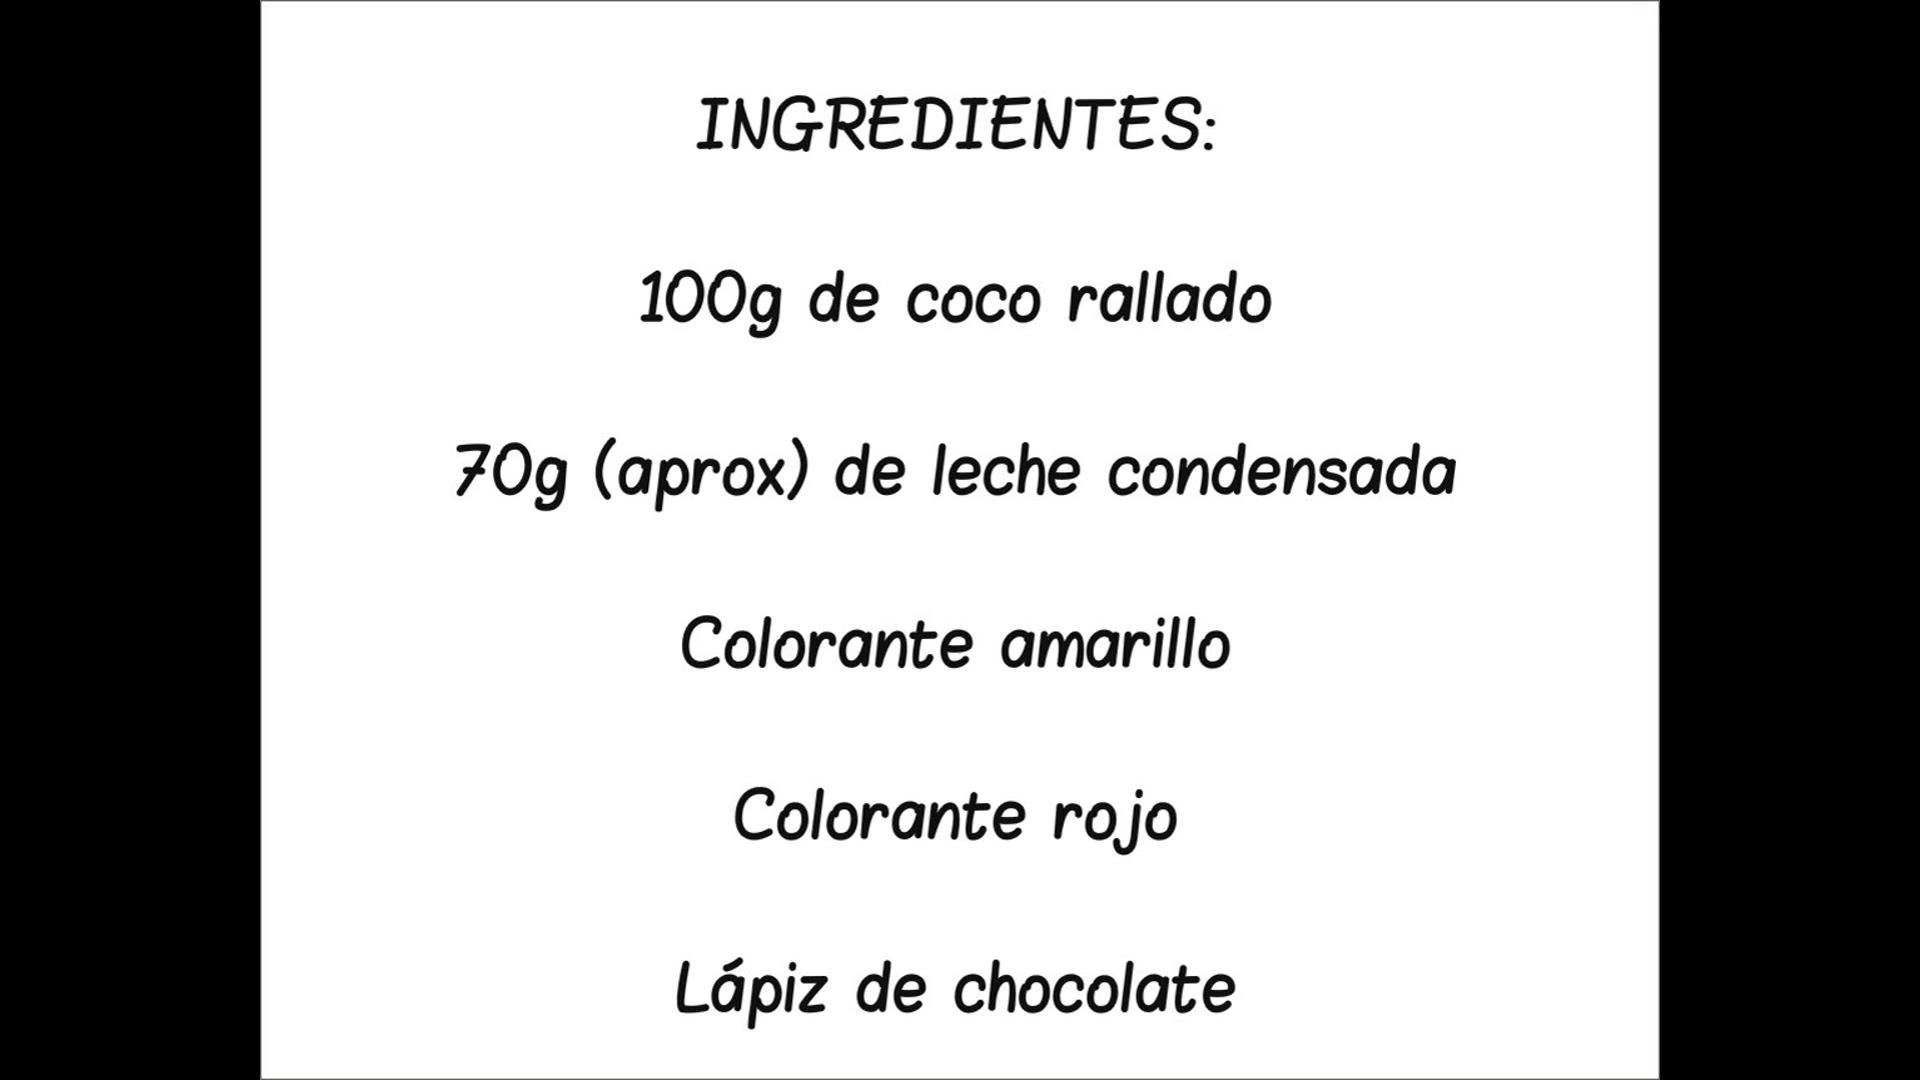 INGREDIENTES:
100g de coco rallado
70g (aprox) de leche condensada
Colorante amarillo
Colorante rojo
Lápiz de chocolate